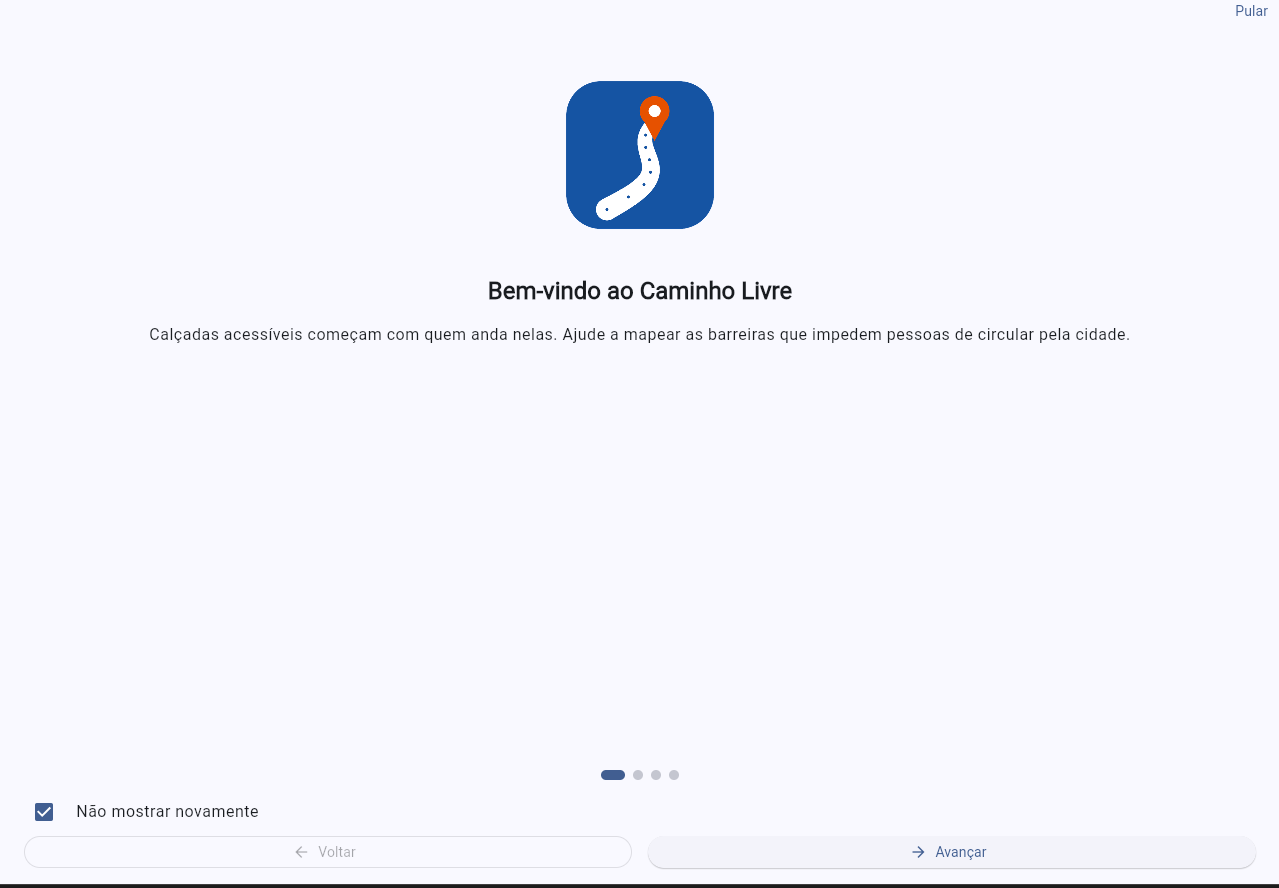 Pular
Bem-vindo ao Caminho Livre
Calçadas acessíveis começam com quem anda nelas. Ajude a mapear as barreiras que impedem pessoas de circular pela cidade.
Não mostrar novamente
Voltar
Avançar